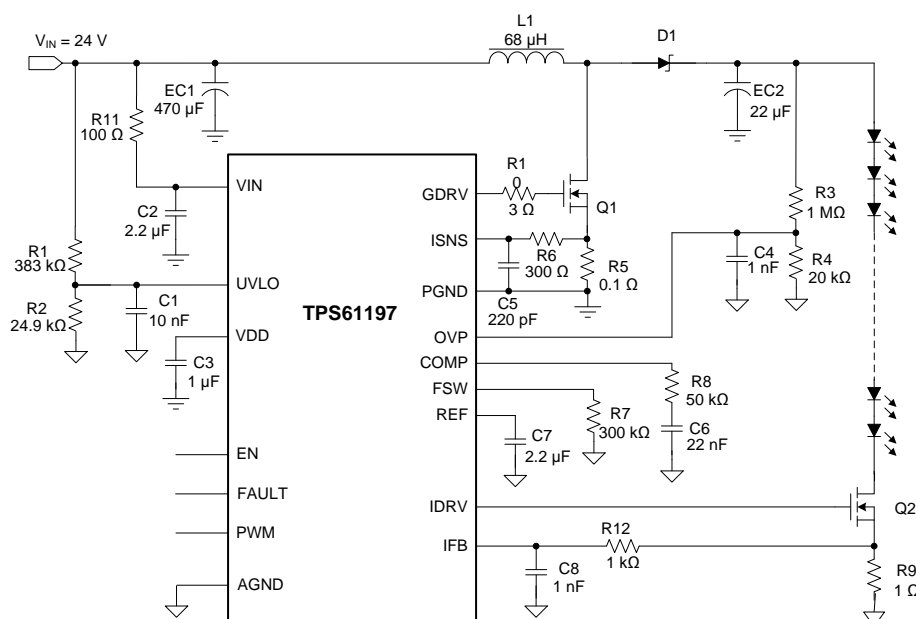 L1
68 µH
D1
VIN = 24 V
EC1
470 µF
EC2
22 µF
R11
100 Ω
VIN
C2
2.2 µF
GDRV
R1
0
3 Ω
Q1
R3
1 MΩ
R1
383 kΩ
ISNS
R6
300 Ω
R5
0.1 Ω
C4
1 nF
R4
20 kΩ
UVLO
R2
24.9 kΩ
C1
10 nF
PGND
C5
220 pF
TPS61197
VDD
OVP
C3
1 µF
COMP
FSW
REF
R8
50 kΩ
R7
300 kΩ
C6
22 nF
C7
2.2 µF
EN
FAULT
IDRV
Q2
PWM
IFB
R12
1 kΩ
C8
1 nF
R9
1 Ω
AGND